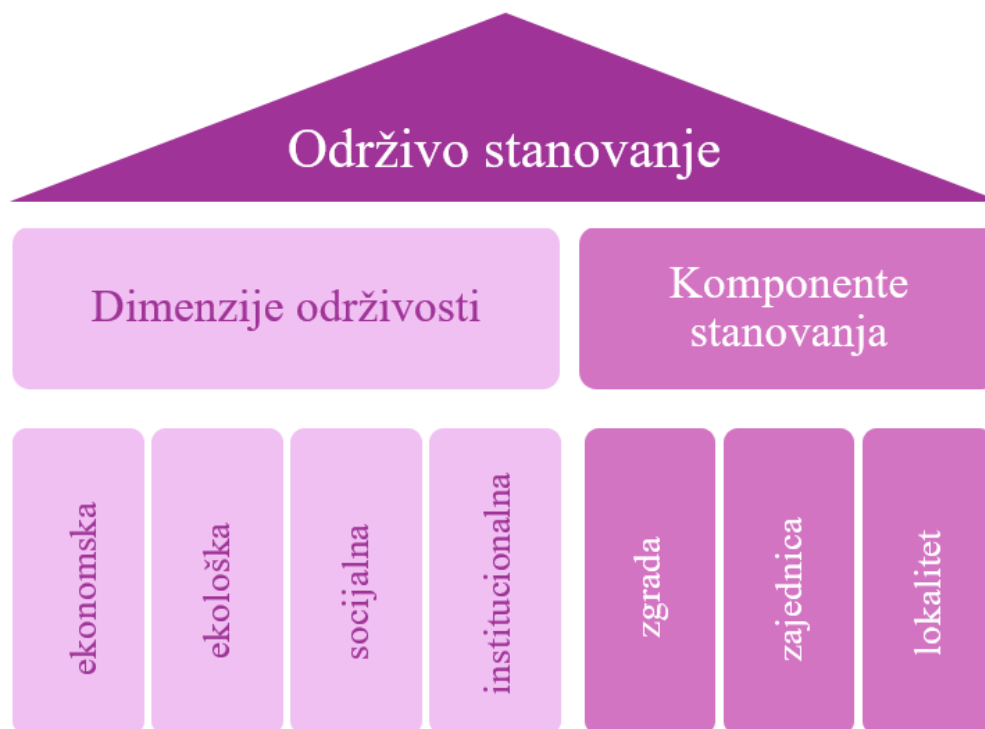 Održivo stanovanje
Dimenzije održivosti
Komponente
stanovanja
ekonomska
ekološka
socijalna
institucionalna
zgrada
zajednica
lokalitet